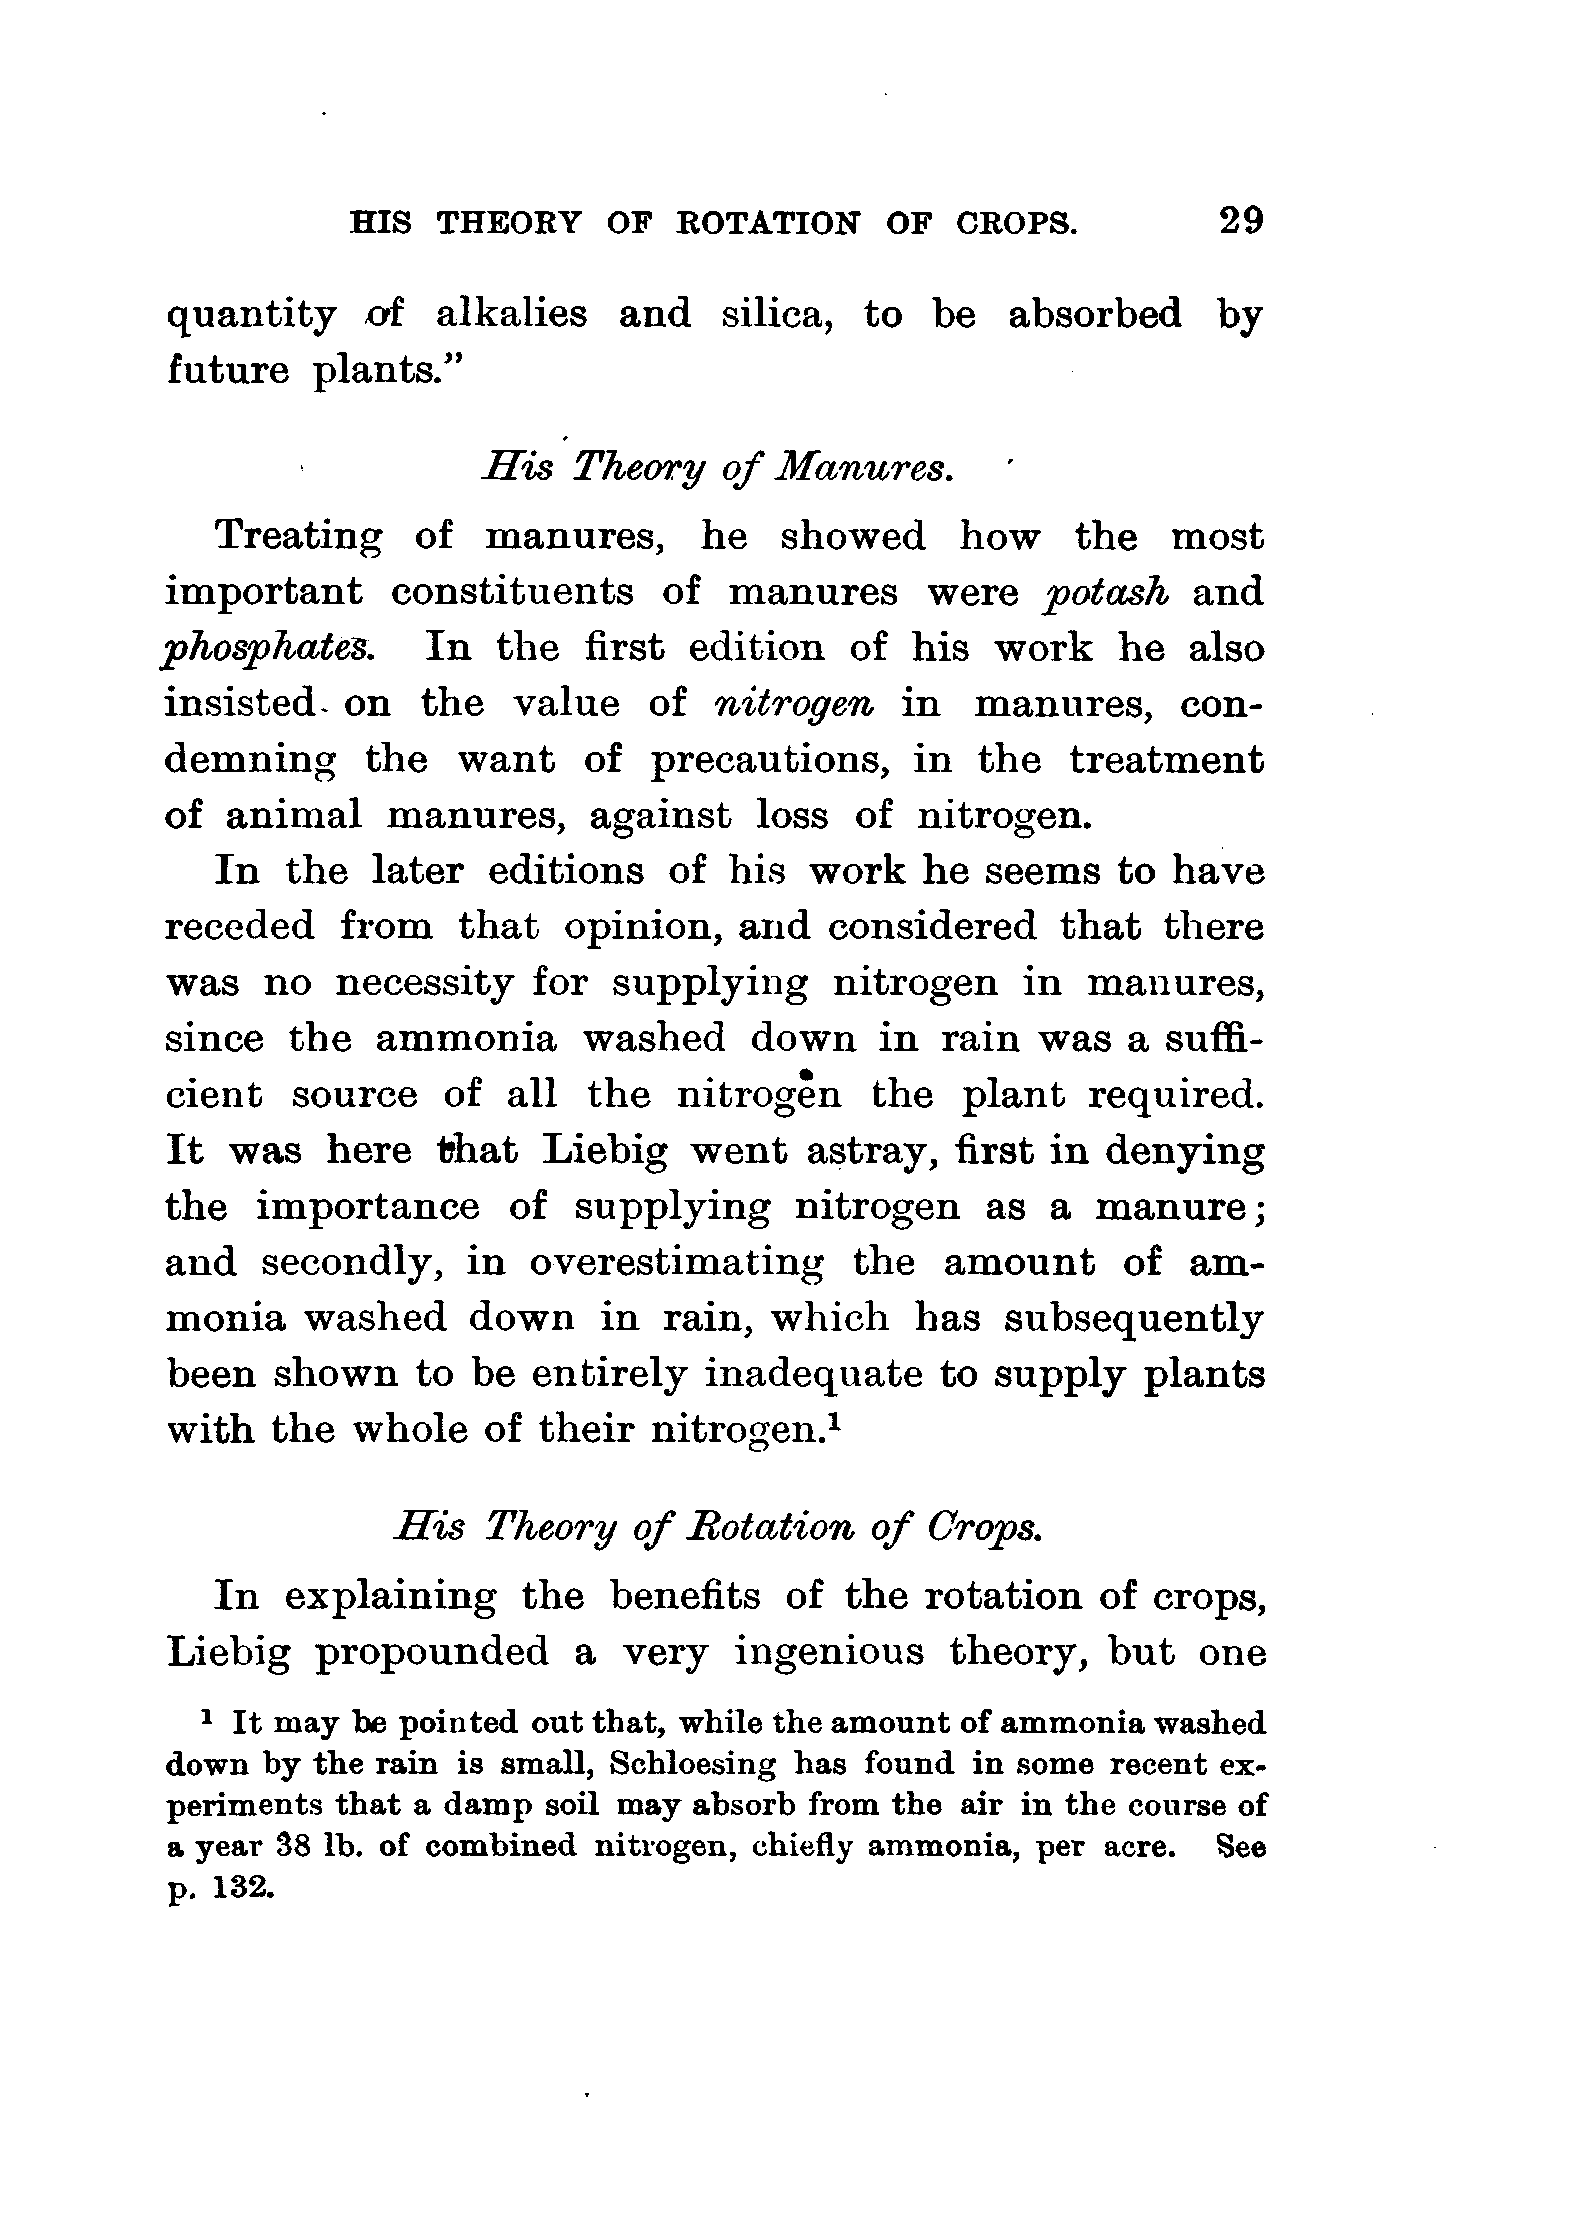 HIS THEORY OF ROTATION OF CROPS. 29
quantity of alkalies and silica, to be absorbed by
future plants."
His Theory of Manures.
Treating of manures, he showed how the most
important constituents of manures were potash and
phosphates. In the first edition of his work he also
insisted on the value of nitrogen in manures, con-
demning the want of precautions, in the treatment
of animal manures, against loss of nitrogen.
In the later editions of his work he seems to have
receded from that opinion, and considered that there
was no necessity for supplying nitrogen in manures,
since the ammonia washed down in rain was a suffi-
cient source of all the nitrogen the plant required.
It was here that Liebig went astray, first in denying
the importance of supplying nitrogen as a manure;
and secondly, in overestimating the amount of am-
monia washed down in rain, which has subsequently
been shown to be entirely inadequate to supply plants
with the whole of their nitrogen.¹
His Theory of Rotation of Crops.
In explaining the benefits of the rotation of crops,
Liebig propounded a very ingenious theory, but one
¹ It may be pointed out that, while the amount of ammonia washed
down by the rain is small, Schloesing has found in some recent ex-
periments that a damp soil may absorb from the air in the course of
a year 38 lb. of combined nitrogen, chiefly ammonia, per acre. See
p. 132.